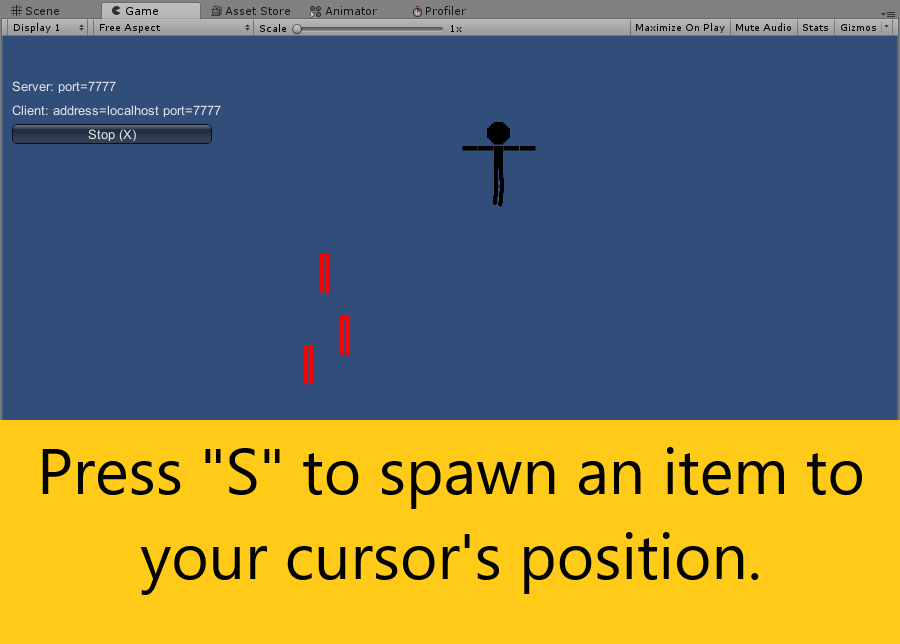 Scene Game Asset Store Animator Profiler
Display 1 Free Aspect Scale 1x Maximize On Play Mute Audio Stats Gizmos
Server: port=7777
Client: address=localhost port=7777
Stop (X)
Press "S" to spawn an item to
your cursor's position.